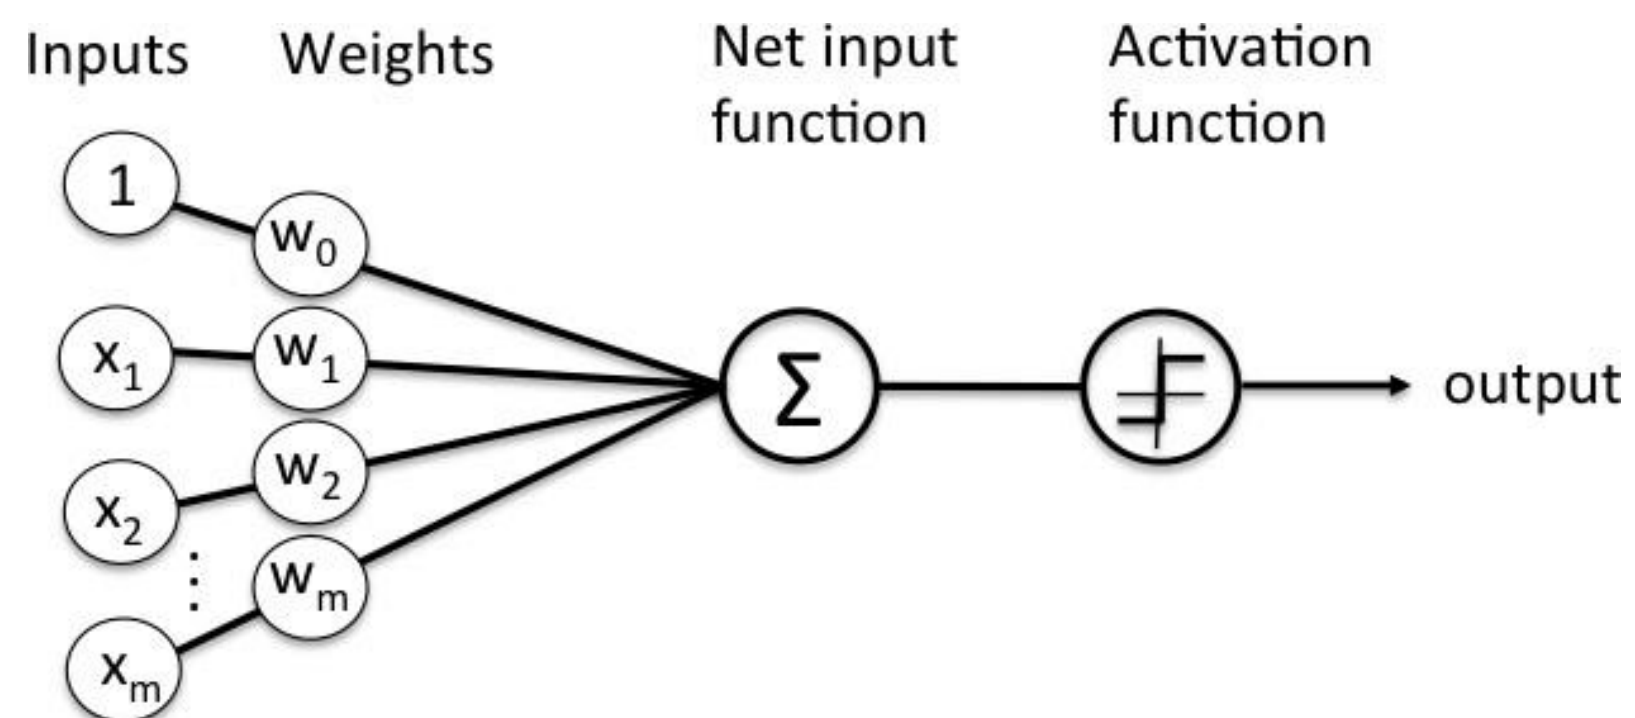 Inputs
Weights
Net input
function
Activation
function
1
w₀
x₁
w₁
x₂
w₂
⋮
xₘ
wₘ
Σ
output